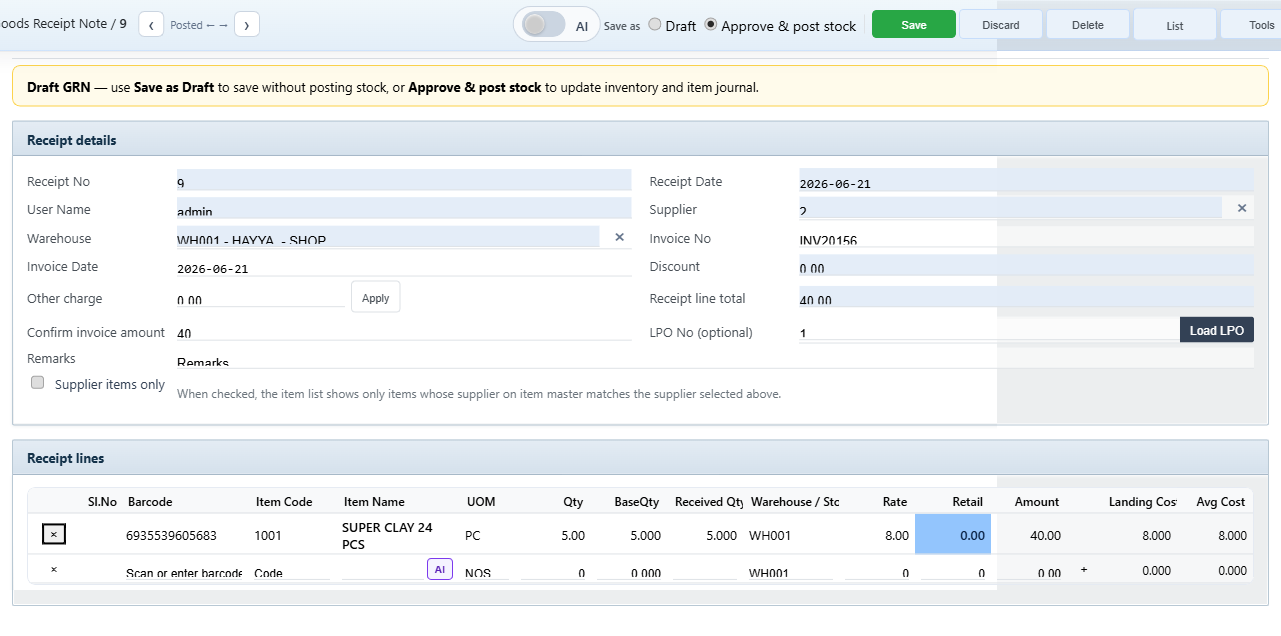 oods Receipt Note / 9 ‹ Posted ←→ › AI Save as Draft Approve & post stock Save Discard Delete List Tools
Draft GRN — use Save as Draft to save without posting stock, or Approve & post stock to update inventory and item journal.
Receipt details
Receipt No 9 Receipt Date 2026-06-21
User Name admin Supplier 2 ×
Warehouse WH001 - HAYYA - SHOP × Invoice No INV20156
Invoice Date 2026-06-21 Discount 0.00
Other charge 0.00 Apply Receipt line total 40.00
Confirm invoice amount 40 LPO No (optional) 1 Load LPO
Remarks Remarks
Supplier items only When checked, the item list shows only items whose supplier on item master matches the supplier selected above.
Receipt lines
Sl.No Barcode Item Code Item Name UOM Qty BaseQty Received Qty Warehouse / Stc Rate Retail Amount Landing Cost Avg Cost
× 6935539605683 1001 SUPER CLAY 24 PCS PC 5.00 5.000 5.000 WH001 8.00 0.00 40.00 8.000 8.000
× Scan or enter barcode Code AI NOS 0 0.000 WH001 0 0 0.00 + 0.000 0.000